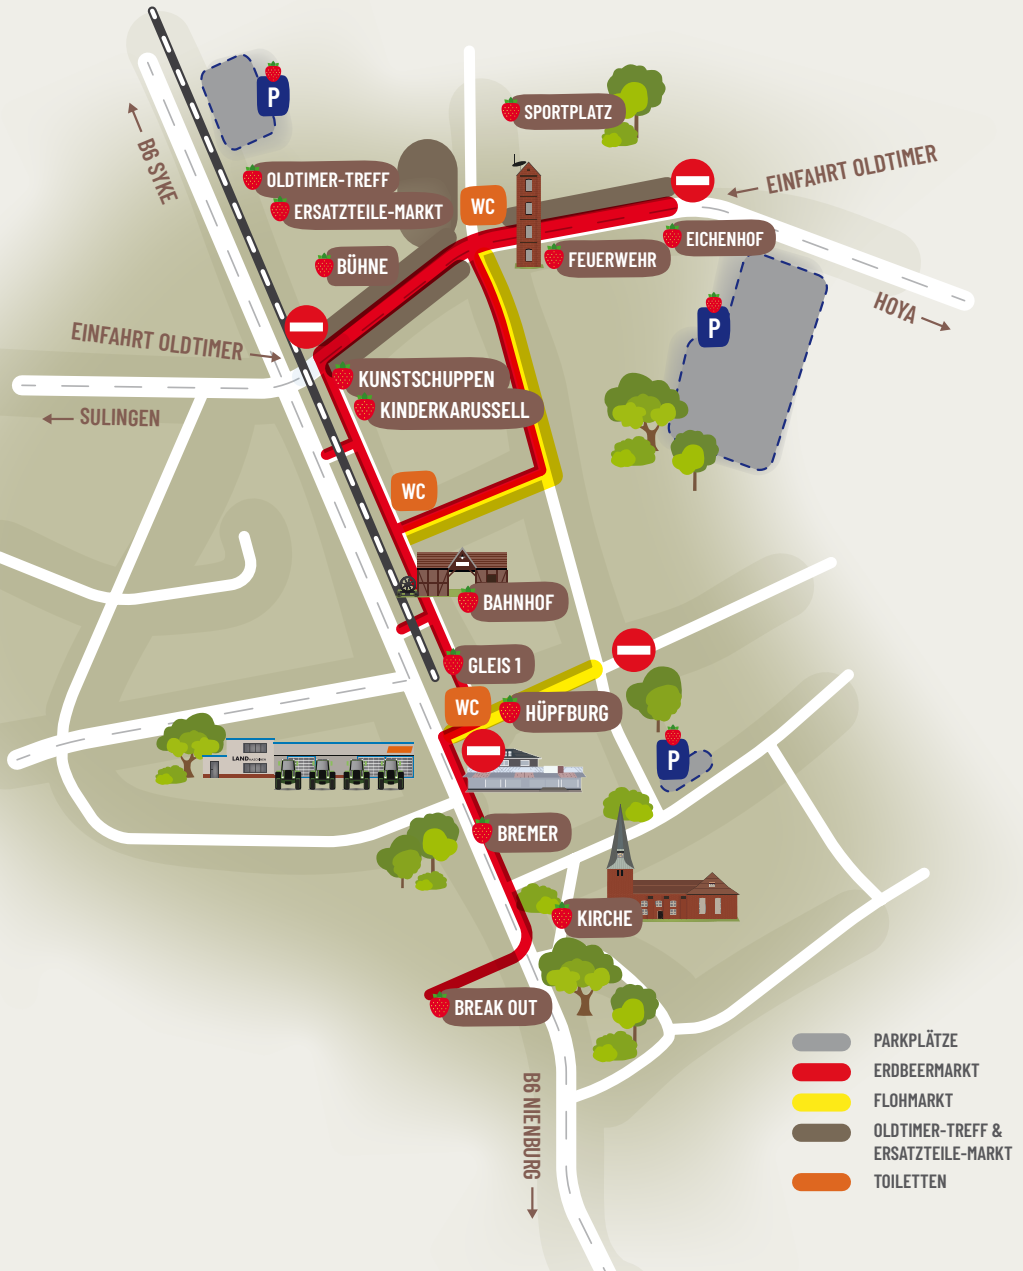 P
SPORTPLATZ
B6 SYKE
EINFAHRT OLDTIMER
OLDTIMER-TREFF
ERSATZTEILE-MARKT
WC
EICHENHOF
BÜHNE
FEUERWEHR
HOYA
P
EINFAHRT OLDTIMER
KUNSTSCHUPPEN
KINDERKARUSSELL
SULINGEN
WC
BAHNHOF
GLEIS 1
WC
HÜPFBURG
LAND
P
BREMER
KIRCHE
BREAK OUT
B6 NIENBURG
PARKPLÄTZE
ERDBEERMARKT
FLOHMARKT
OLDTIMER-TREFF &
ERSATZTEILE-MARKT
TOILETTEN